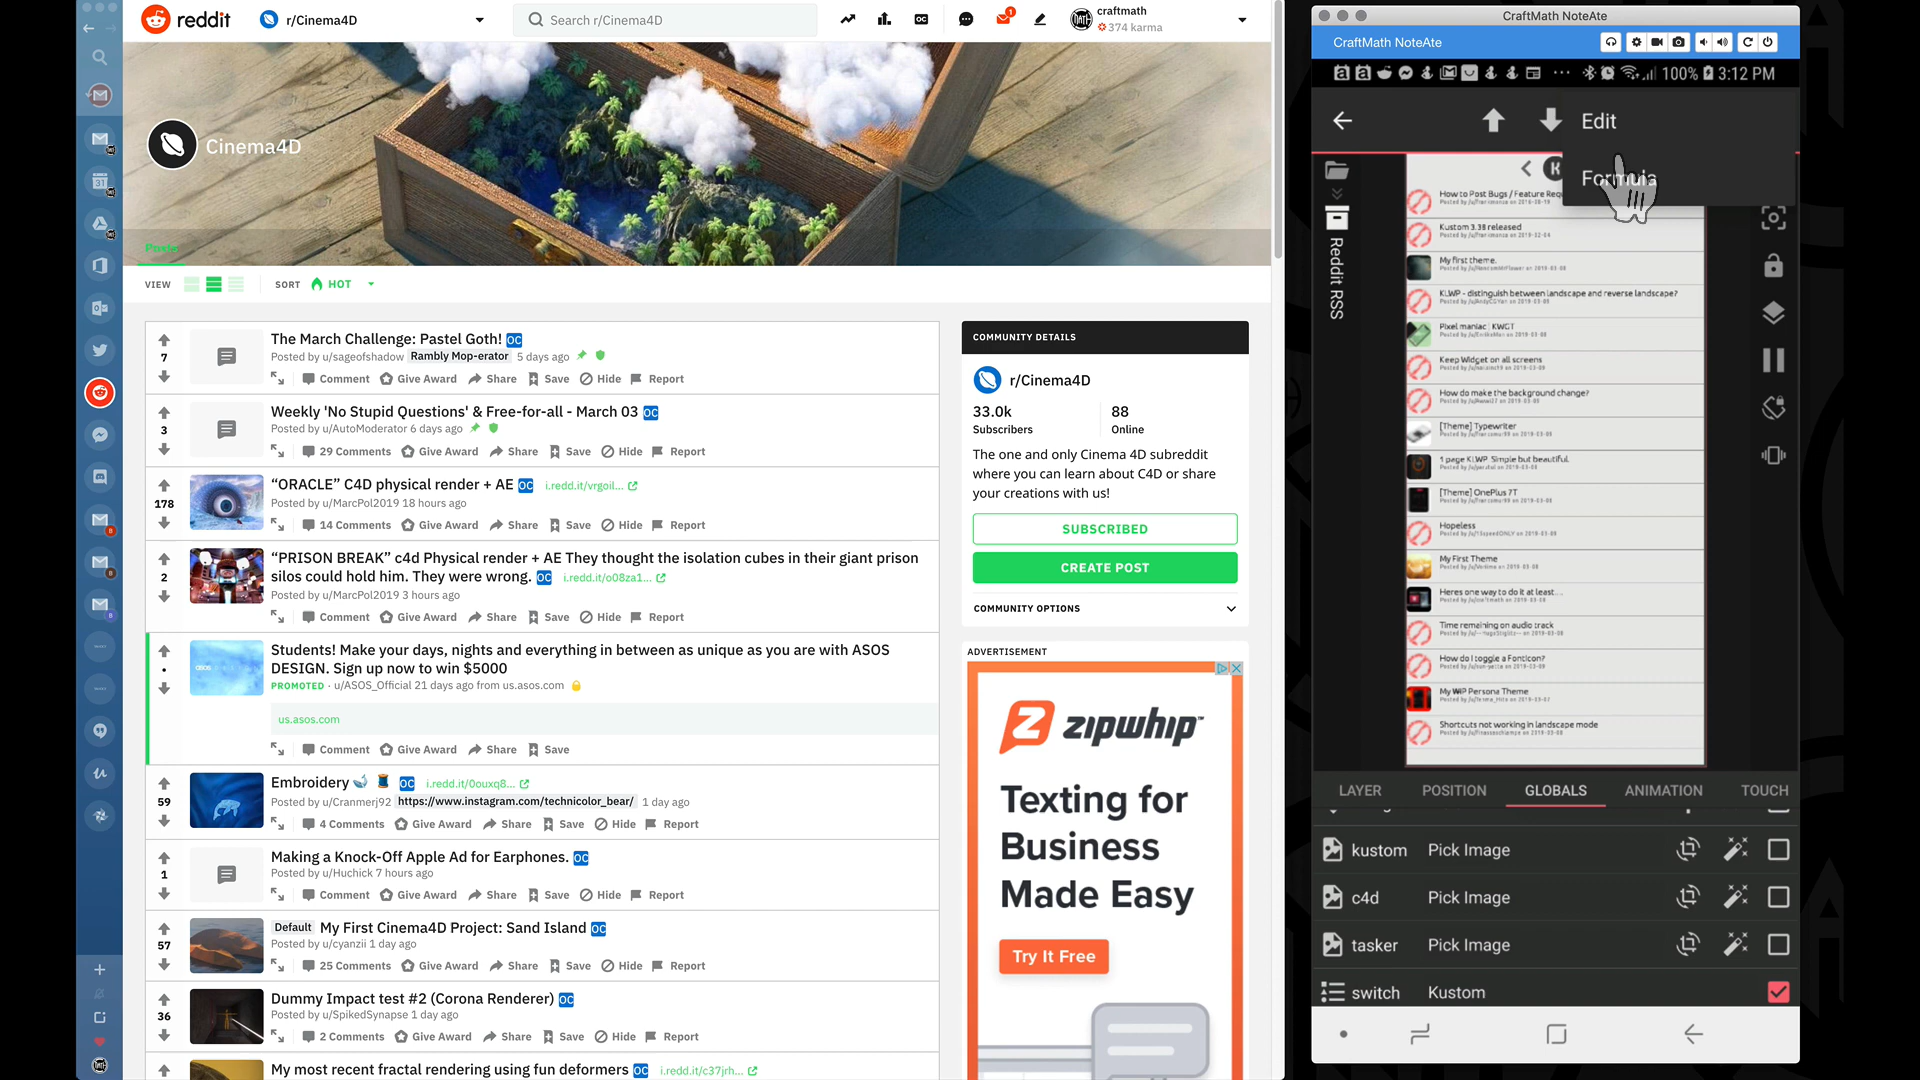 reddit
r/Cinema4D
Search r/Cinema4D
1
craftmath
374 karma
Cinema4D
Posts
VIEW
SORT
HOT
7
The March Challenge: Pastel Goth! OC
Posted by u/sageofshadow Rambly Mop-erator 5 days ago
Comment Give Award Share Save Hide Report
3
Weekly 'No Stupid Questions' & Free-for-all - March 03 OC
Posted by u/AutoModerator 6 days ago
29 Comments Give Award Share Save Hide Report
178
“ORACLE” C4D physical render + AE OC i.redd.it/vrgoil...
Posted by u/MarcPol2019 18 hours ago
14 Comments Give Award Share Save Hide Report
2
“PRISON BREAK” c4d Physical render + AE They thought the isolation cubes in their giant prison
silos could hold him. They were wrong. OC i.redd.it/o08za1...
Posted by u/MarcPol2019 3 hours ago
Comment Give Award Share Save Hide Report
Students! Make your days, nights and everything in between as unique as you are with ASOS
DESIGN. Sign up now to win $5000
PROMOTED · u/ASOS_Official 21 days ago from us.asos.com
us.asos.com
Comment Give Award Share Save
59
Embroidery OC i.redd.it/0ouxq8...
Posted by u/Cranmerj92 https://www.instagram.com/technicolor_bear/ 1 day ago
4 Comments Give Award Share Save Hide Report
1
Making a Knock-Off Apple Ad for Earphones. OC
Posted by u/Huchick 7 hours ago
Comment Give Award Share Save Hide Report
57
Default My First Cinema4D Project: Sand Island OC
Posted by u/cyanzii 1 day ago
25 Comments Give Award Share Save Hide Report
36
Dummy Impact test #2 (Corona Renderer) OC
Posted by u/SpikedSynapse 1 day ago
2 Comments Give Award Share Save Hide Report
My most recent fractal rendering using fun deformers OC i.redd.it/c37jrh...
COMMUNITY DETAILS
r/Cinema4D
33.0k
Subscribers
88
Online
The one and only Cinema 4D subreddit
where you can learn about C4D or share
your creations with us!
SUBSCRIBED
CREATE POST
COMMUNITY OPTIONS
ADVERTISEMENT
zipwhip
Texting for
Business
Made Easy
Try It Free
CraftMath NoteAte
CraftMath NoteAte
100% 3:12 PM
Edit
Formula
Reddit RSS
K
How to Post Bugs / Feature Requ
Kustom 3.38 released
My first theme.
KLWP - distinguish between landscape and reverse landscape?
Pixel maniac | KWGT
Keep Widget on all screens
How do make the background change?
[Theme] Typewriter
1 page KLWP. Simple but beautiful.
[Theme] OnePlus 7T
Hopeless
My First Theme
Heres one way to do it at least...
Time remaining on audio track
How do I toggle a Fonticon?
My WiP Persona Theme
Shortcuts not working in landscape mode
LAYER
POSITION
GLOBALS
ANIMATION
TOUCH
kustom Pick Image
c4d Pick Image
tasker Pick Image
switch Kustom